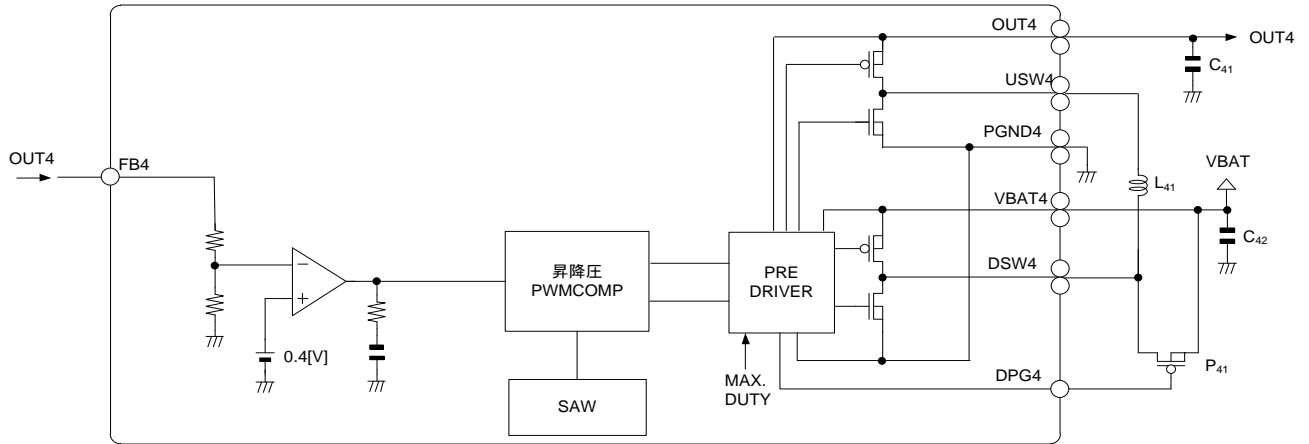 OUT4
OUT4
C41
USW4
PGND4
OUT4
FB4
VBAT
L41
VBAT4
C42
昇降圧
PWMCOMP
PRE
DRIVER
DSW4
0.4[V]
MAX.
DUTY
DPG4
P41
SAW